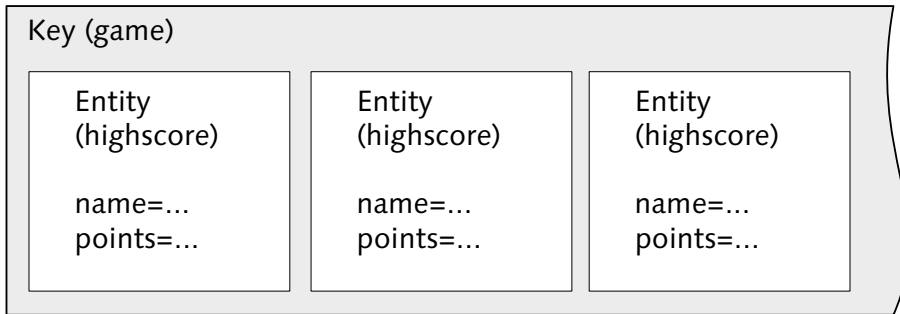 Key (game)
Entity
(highscore)
name=...
points=...
Entity
(highscore)
name=...
points=...
Entity
(highscore)
name=...
points=...